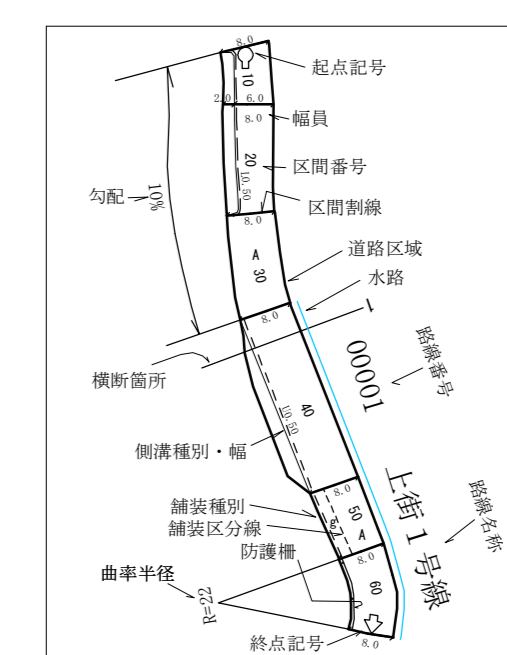 8.0
起点記号
10
2.0
6.0
8.0
幅員
20
区間番号
L0.50
勾配
10%
8.0
区間割線
A
30
道路区域
水路
8.0
1
横断箇所
00001
路線番号
40
U0.50
側溝種別・幅
8.0
上街1号線
路線名称
舗装種別
50
g
A
舗装区分線
防護柵
8.0
曲率半径
60
R=22
終点記号
8.0